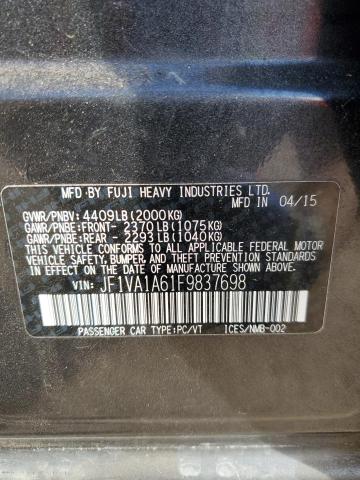 MFD. BY FUJI HEAVY INDUSTRIES LTD.
MFD IN 04/15
GVWR/PNBV: 4409LB(2000KG)
GAWR/PNBE: FRONT- 2370LB(1075KG)
GAWR/PNBE: REAR - 2293LB(1040KG)
THIS VEHICLE CONFORMS TO ALL APPLICABLE FEDERAL MOTOR
VEHICLE SAFETY, BUMPER, AND THEFT PREVENTION STANDARDS
IN EFFECT ON THE DATE OF MANUFACTURE SHOWN ABOVE.
VIN: JF1VA1A61F9837698
PASSENGER CAR TYPE:PC/VT ICES/NMB-002